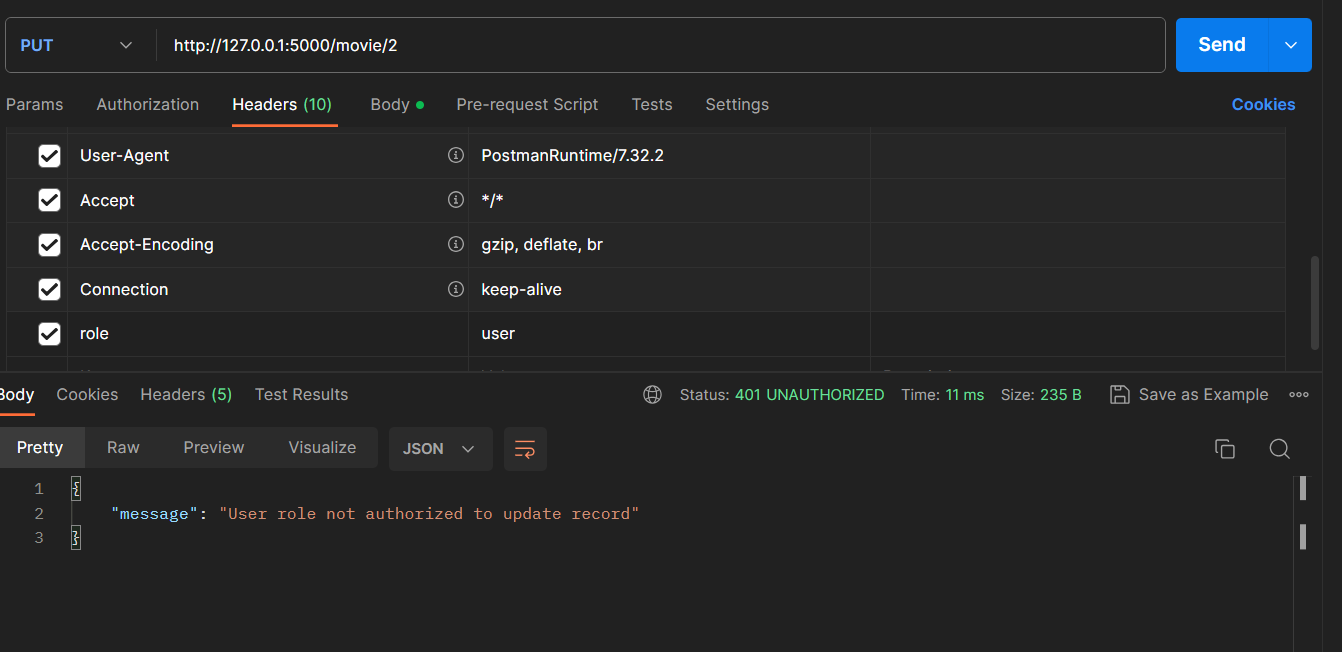 PUT http://127.0.0.1:5000/movie/2 Send
Params Authorization Headers (10) Body Pre-request Script Tests Settings Cookies
User-Agent PostmanRuntime/7.32.2
Accept */*
Accept-Encoding gzip, deflate, br
Connection keep-alive
role user
Body Cookies Headers (5) Test Results Status: 401 UNAUTHORIZED Time: 11 ms Size: 235 B Save as Example
Pretty Raw Preview Visualize JSON
1 {
2 "message": "User role not authorized to update record"
3 }